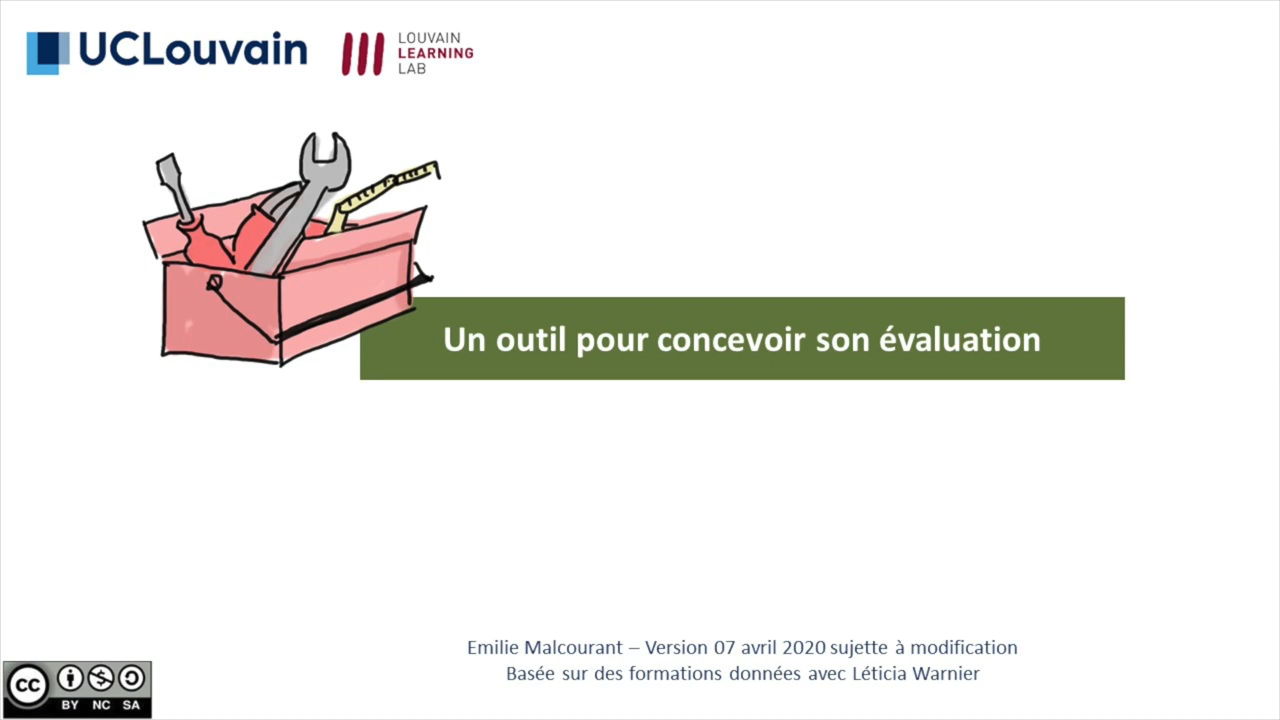 UCLouvain
LOUVAIN
LEARNING
LAB
Un outil pour concevoir son évaluation
Emilie Malcourant – Version 07 avril 2020 sujette à modification
Basée sur des formations données avec Léticia Warnier
cc
BY NC SA